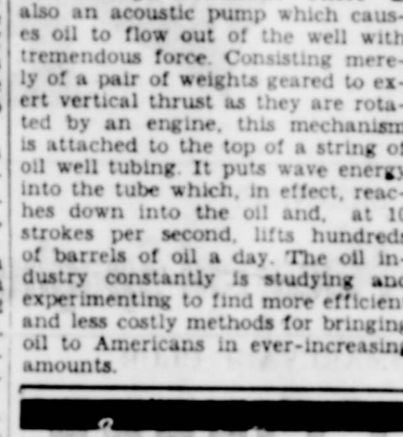 also an acoustic pump which caus-
es oil to flow out of the well with
tremendous force. Consisting mere-
ly of a pair of weights geared to ex-
ert vertical thrust as they are rota-
ted by an engine, this mechanism
is attached to the top of a string of
oil well tubing. It puts wave energy
into the tube which, in effect, reac-
hes down into the oil and, at 10
strokes per second, lifts hundreds
of barrels of oil a day. The oil in-
dustry constantly is studying and
experimenting to find more efficient
and less costly methods for bringing
oil to Americans in ever-increasing
amounts.